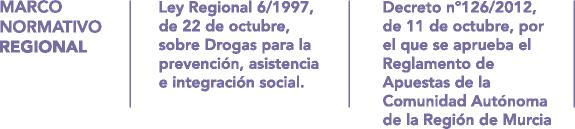 MARCO
NORMATIVO
REGIONAL
Ley Regional 6/1997,
de 22 de octubre,
sobre Drogas para la
prevención, asistencia
e integración social.
Decreto nº126/2012,
de 11 de octubre, por
el que se aprueba el
Reglamento de
Apuestas de la
Comunidad Autónoma
de la Región de Murcia